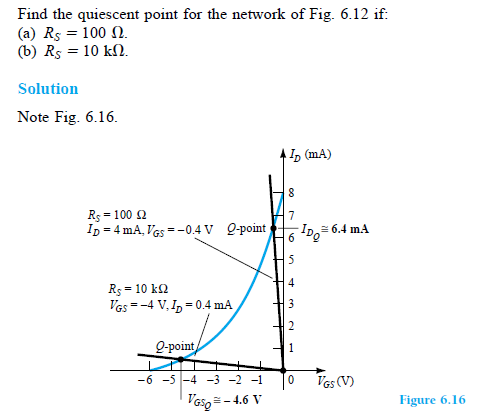 Find the quiescent point for the network of Fig. 6.12 if:
(a) R_S = 100 Ω.
(b) R_S = 10 kΩ.
Solution
Note Fig. 6.16.
I_D (mA)
8
7
R_S = 100 Ω
I_D = 4 mA, V_GS = –0.4 V Q-point I_DQ ≅ 6.4 mA
6
5
4
R_S = 10 kΩ
V_GS = –4 V, I_D = 0.4 mA
3
2
Q-point
1
–6 –5 –4 –3 –2 –1 0 V_GS (V)
V_GSQ ≅ – 4.6 V
Figure 6.16